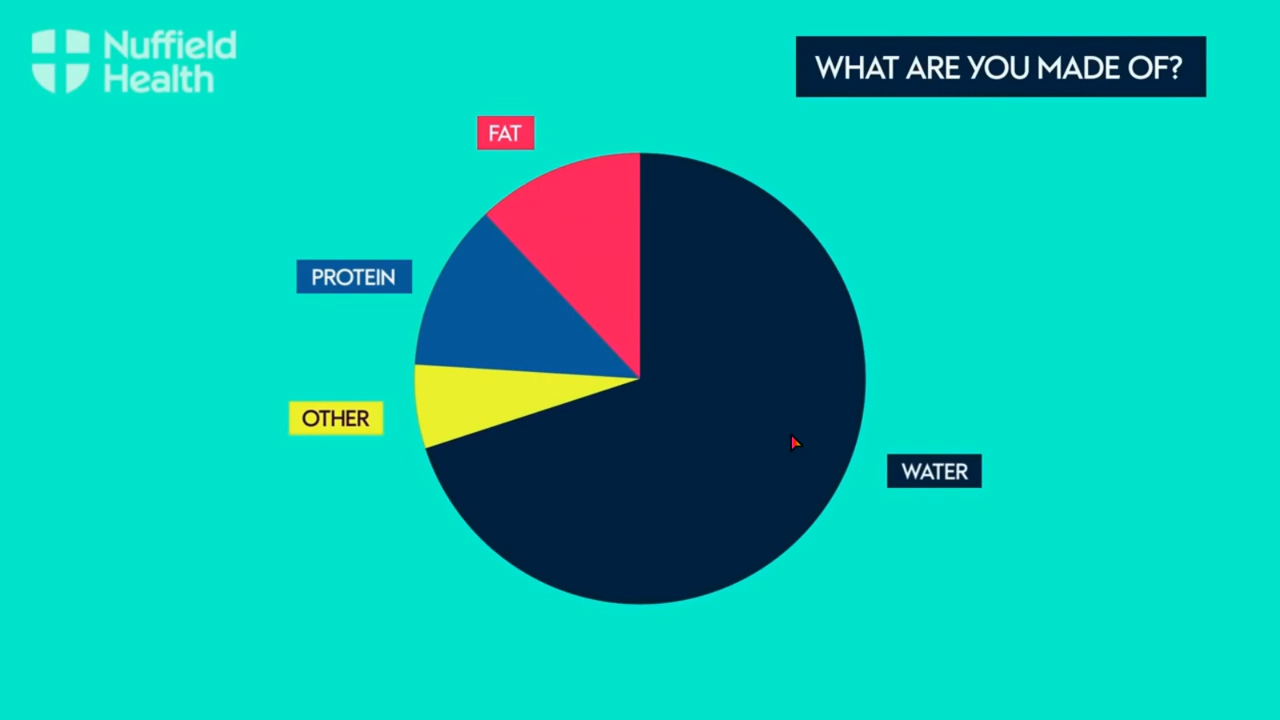 Nuffield
Health
WHAT ARE YOU MADE OF?
FAT
PROTEIN
OTHER
WATER